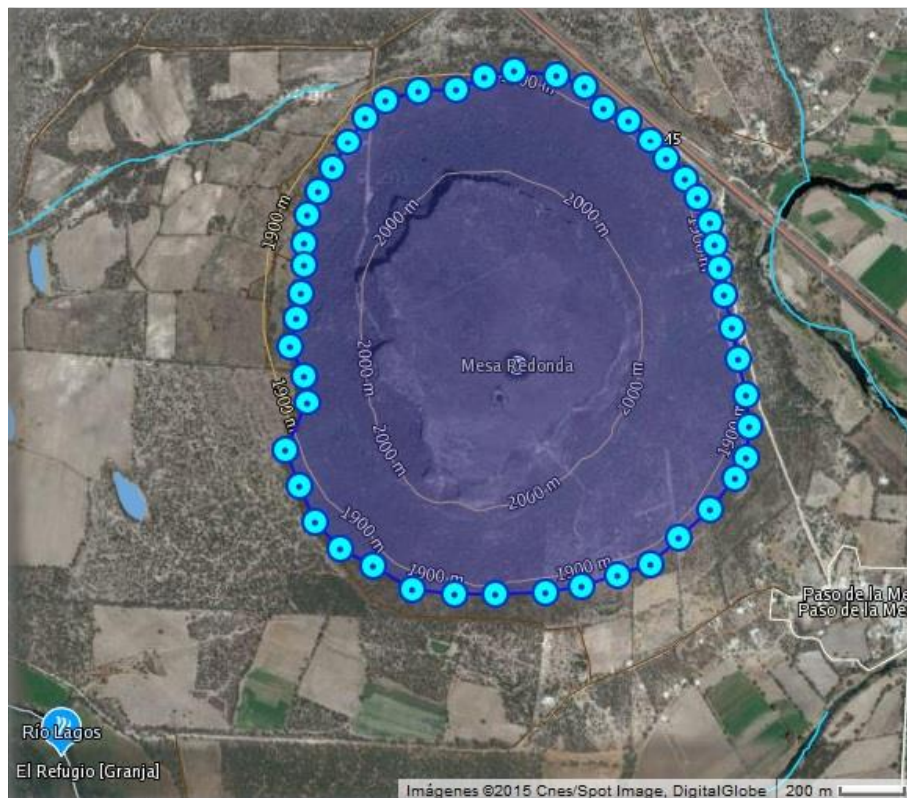 1900 m
45
2000 m
2000 m
1900 m
1900 m
Mesa Redonda
2000 m
2000 m
1900 m
1900 m
2000 m
2000 m
1900 m
1900 m
1900 m
Paso de la Me
Paso de la Me
Río Lagos
El Refugio [Granja]
Imágenes ©2015 Cnes/Spot Image, DigitalGlobe
200 m